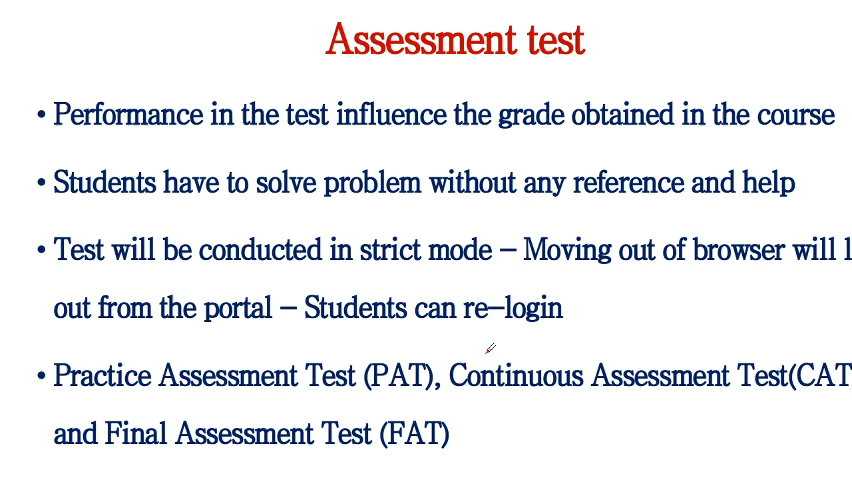 Assessment test
• Performance in the test influence the grade obtained in the course
• Students have to solve problem without any reference and help
• Test will be conducted in strict mode – Moving out of browser will
out from the portal – Students can re–login
• Practice Assessment Test (PAT), Continuous Assessment Test(CAT
and Final Assessment Test (FAT)